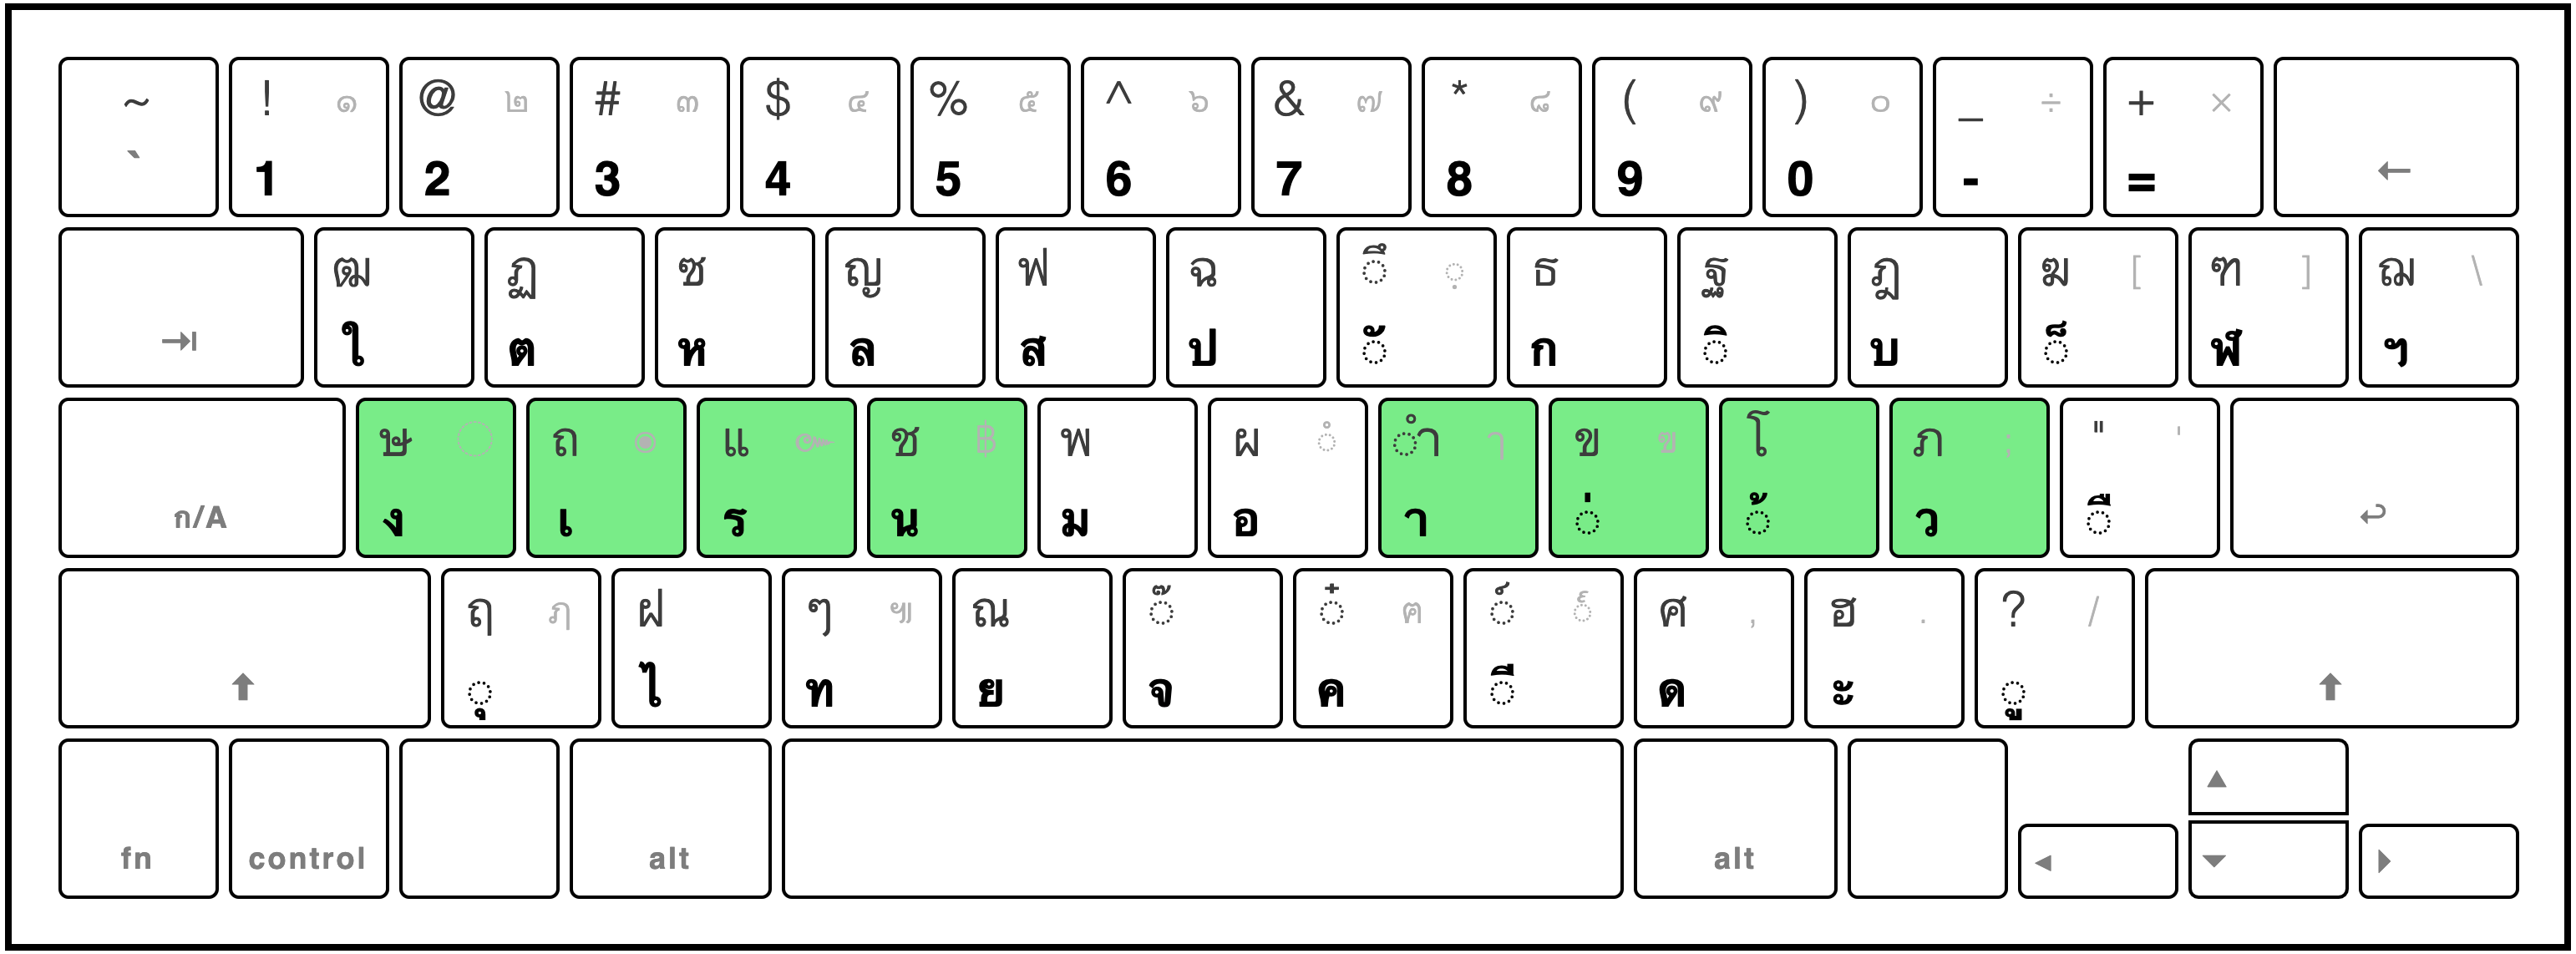 ~ ! ๑ @ ๒ # ๓ $ ๔ % ๕ ^ ๖ & ๗ * ๘ ( ๙ ) ๐ _ ÷ + ×
` 1 2 3 4 5 6 7 8 9 0 - = ←
ฒ ฏ ซ ญ ฟ ฉ ◌ึ ◌ฺ ธ ฐ ฎ ฆ [ ฑ ] ฌ \
⇥ ใ ต ห ล ส ป ◌ั ก ◌ิ บ ◌็ ฬ ฯ
ษ ◌ ถ ๏ แ ๛ ช ฿ พ ผ ◌ํ ◌ำ ๅ ข ฃ โ ภ ; " '
ก/A ง เ ร น ม อ า ◌่ ◌้ ว ◌ื ↩
ฤ ฦ ฝ ๆ ๚ ณ ◌๊ ◌๋ ฅ ◌์ ◌๎ ศ , ฮ . ? /
⬆ ◌ุ ไ ท ย จ ค ◌ี ด ะ ◌ู ⬆
▲
fn control alt alt ◀ ▼ ▶